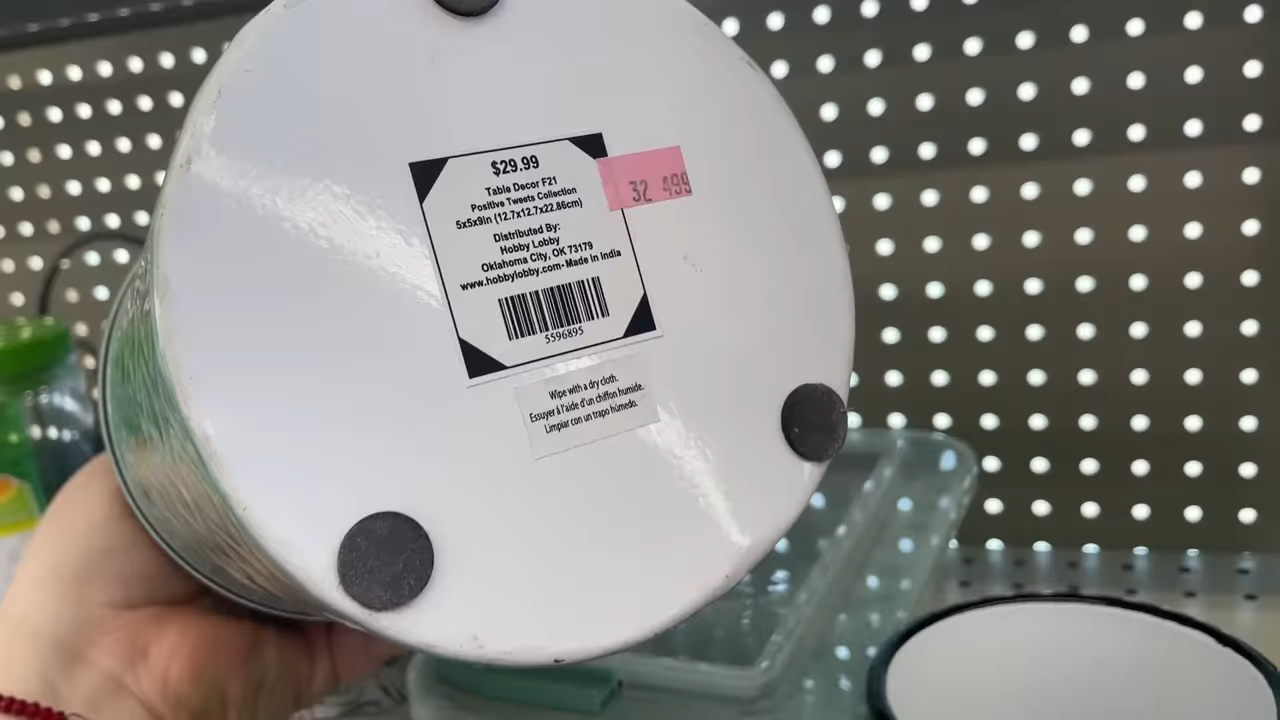 $29.99
Table Decor F21
Positive Tweets Collection
5x5x9in (12.7x12.7x22.86cm)
Distributed By:
Hobby Lobby
Oklahoma City, OK 73179
www.hobbylobby.com- Made In India
5596895
32 499
Wipe with a dry cloth.
Essuyer à l'aide d'un chiffon humide.
Limpiar con un trapo húmedo.